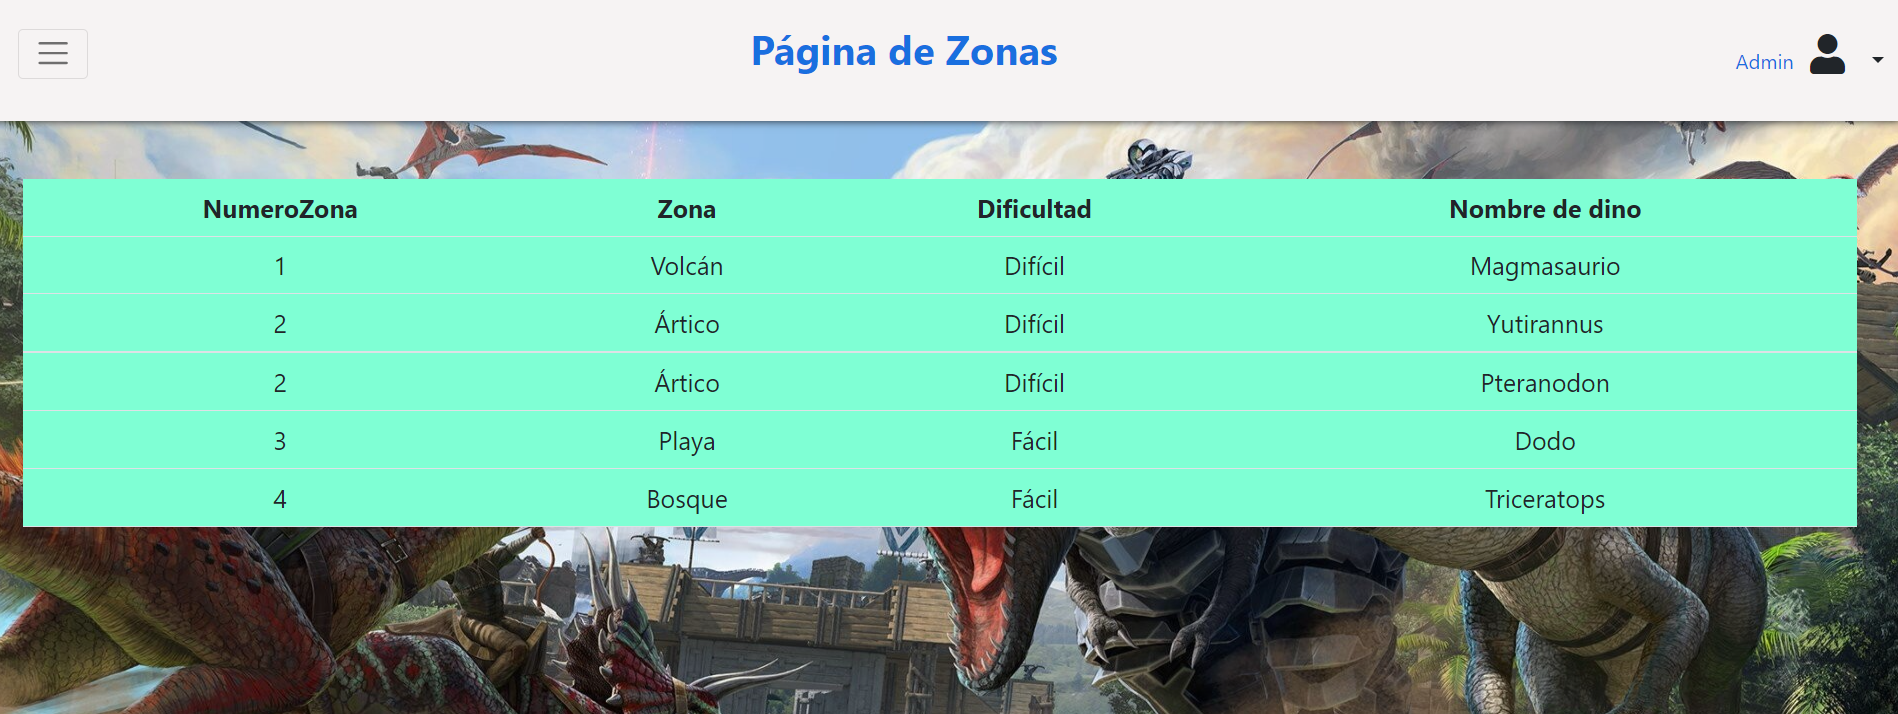 Página de Zonas
Admin
NumeroZona Zona Dificultad Nombre de dino
1 Volcán Difícil Magmasaurio
2 Ártico Difícil Yutirannus
2 Ártico Difícil Pteranodon
3 Playa Fácil Dodo
4 Bosque Fácil Triceratops